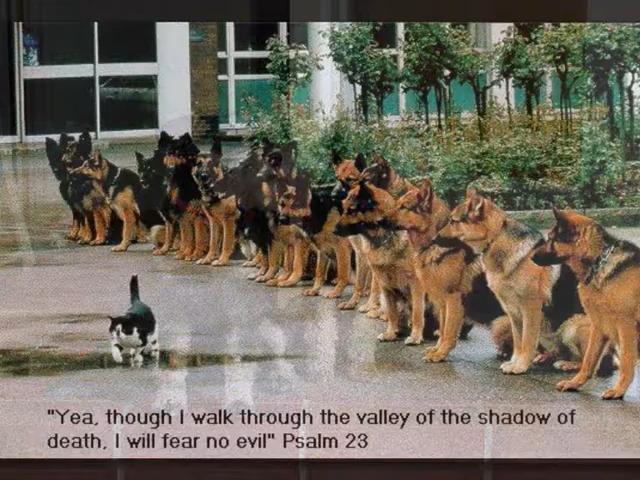 "Yea, though I walk through the valley of the shadow of
death, I will fear no evil" Psalm 23